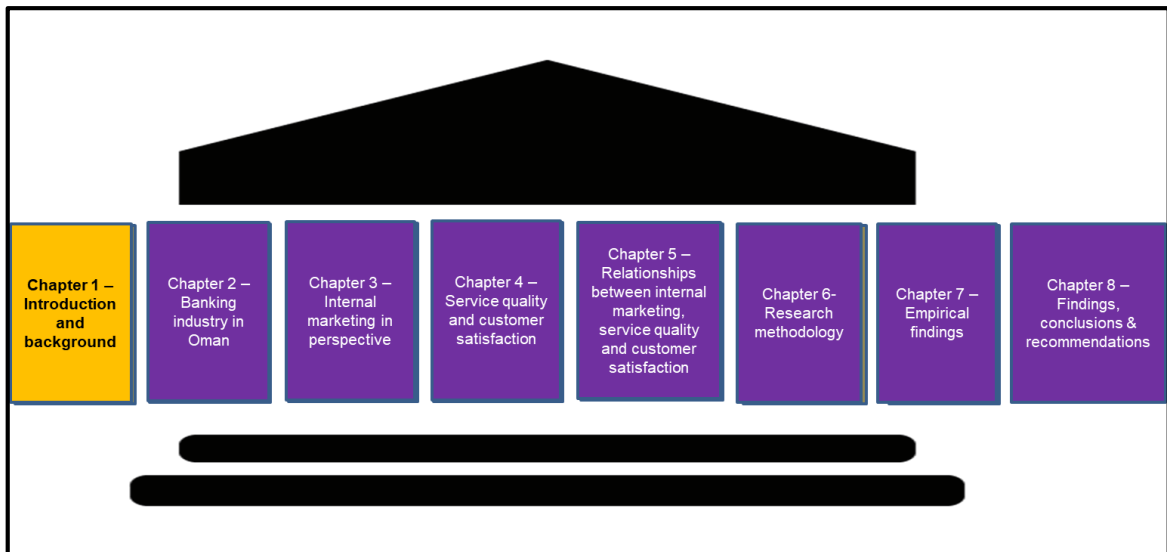 Chapter 1 –
Introduction
and
background
Chapter 2 –
Banking
industry in
Oman
Chapter 3 –
Internal
marketing in
perspective
Chapter 4 –
Service quality
and customer
satisfaction
Chapter 5 –
Relationships
between internal
marketing,
service quality
and customer
satisfaction
Chapter 6-
Research
methodology
Chapter 7 –
Empirical
findings
Chapter 8 –
Findings,
conclusions &
recommendations